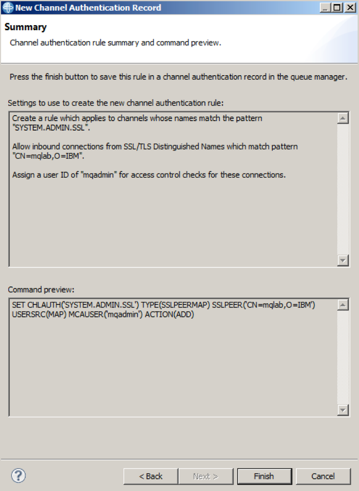 New Channel Authentication Record
Summary
Channel authentication rule summary and command preview.
Press the finish button to save this rule in a channel authentication record in the queue manager.
Settings to use to create the new channel authentication rule:
Create a rule which applies to channels whose names match the pattern
"SYSTEM.ADMIN.SSL".
Allow inbound connections from SSL/TLS Distinguished Names which match pattern
"CN=mqlab,O=IBM".
Assign a user ID of "mqadmin" for access control checks for these connections.
Command preview:
SET CHLAUTH('SYSTEM.ADMIN.SSL') TYPE(SSLPEERMAP) SSLPEER('CN=mqlab,O=IBM')
USERSRC(MAP) MCAUSER('mqadmin') ACTION(ADD)
? < Back Next > Finish Cancel